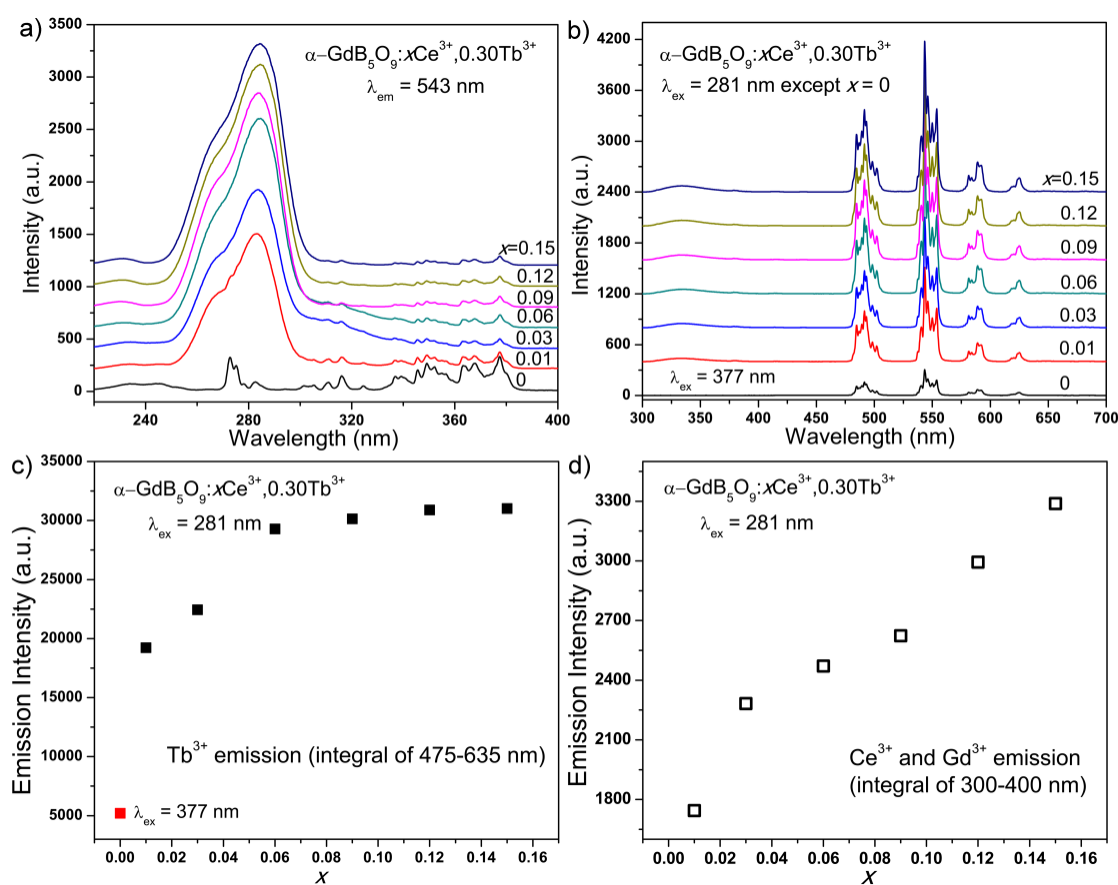 a)
α–GdB₅O₉:xCe³⁺,0.30Tb³⁺
λem = 543 nm
Intensity (a.u.)
3500
3000
2500
2000
1500
1000
500
0
x=0.15
0.12
0.09
0.06
0.03
0.01
0
240 280 320 360 400
Wavelength (nm)
b)
α–GdB₅O₉:xCe³⁺,0.30Tb³⁺
λex = 281 nm except x = 0
Intensity (a.u.)
4200
3600
3000
2400
1800
1200
600
0
x=0.15
0.12
0.09
0.06
0.03
0.01
λex = 377 nm
0
300 350 400 450 500 550 600 650 700
Wavelength (nm)
c)
α–GdB₅O₉:xCe³⁺,0.30Tb³⁺
λex = 281 nm
Emission Intensity (a.u.)
35000
30000
25000
20000
15000
10000
5000
Tb³⁺ emission (integral of 475-635 nm)
λex = 377 nm
0.00 0.02 0.04 0.06 0.08 0.10 0.12 0.14 0.16
x
d)
α–GdB₅O₉:xCe³⁺,0.30Tb³⁺
λex = 281 nm
Emission Intensity (a.u.)
3300
3000
2700
2400
2100
1800
Ce³⁺ and Gd³⁺ emission
(integral of 300-400 nm)
0.00 0.02 0.04 0.06 0.08 0.10 0.12 0.14 0.16
x